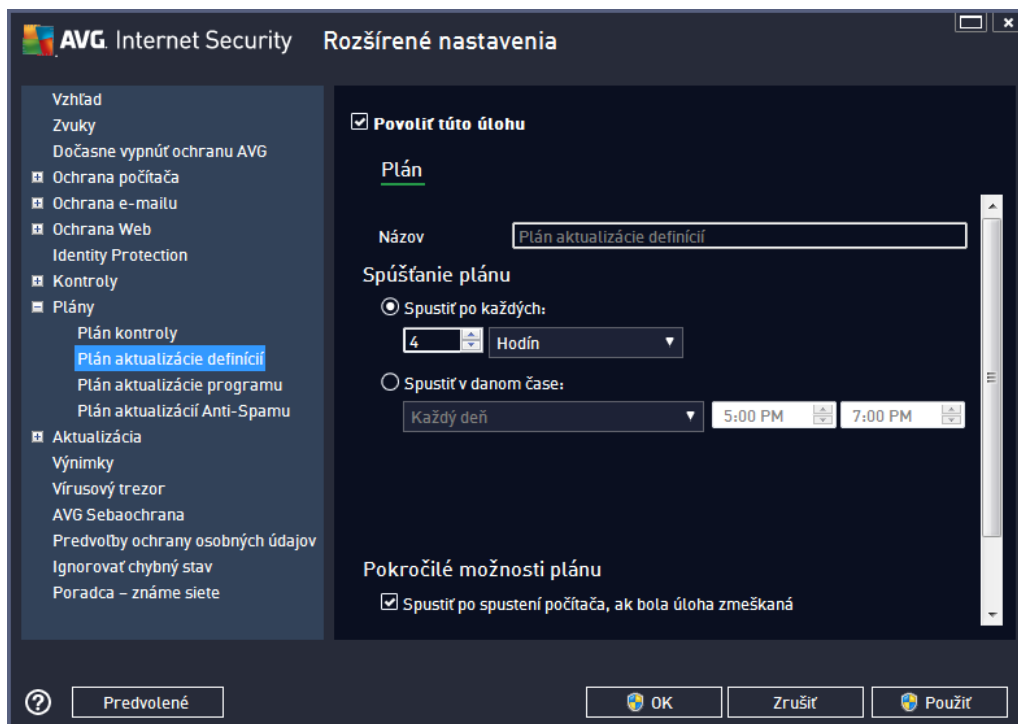 AVG. Internet Security
Rozšírené nastavenia
Vzhľad
Zvuky
Dočasne vypnúť ochranu AVG
Ochrana počítača
Ochrana e-mailu
Ochrana Web
Identity Protection
Kontroly
Plány
Plán kontroly
Plán aktualizácie definícií
Plán aktualizácie programu
Plán aktualizácií Anti-Spamu
Aktualizácia
Výnimky
Vírusový trezor
AVG Sebaochrana
Predvoľby ochrany osobných údajov
Ignorovať chybný stav
Poradca – známe siete
Povoliť túto úlohu
Plán
Názov Plán aktualizácie definícií
Spúšťanie plánu
Spustiť po každých:
4 Hodín
Spustiť v danom čase:
Každý deň 5:00 PM 7:00 PM
Pokročilé možnosti plánu
Spustiť po spustení počítača, ak bola úloha zmeškaná
? Predvolené OK Zrušiť Použiť